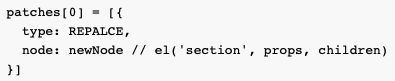 patches[0] = [{
  type: REPALCE,
  node: newNode // el('section', props, children)
}]